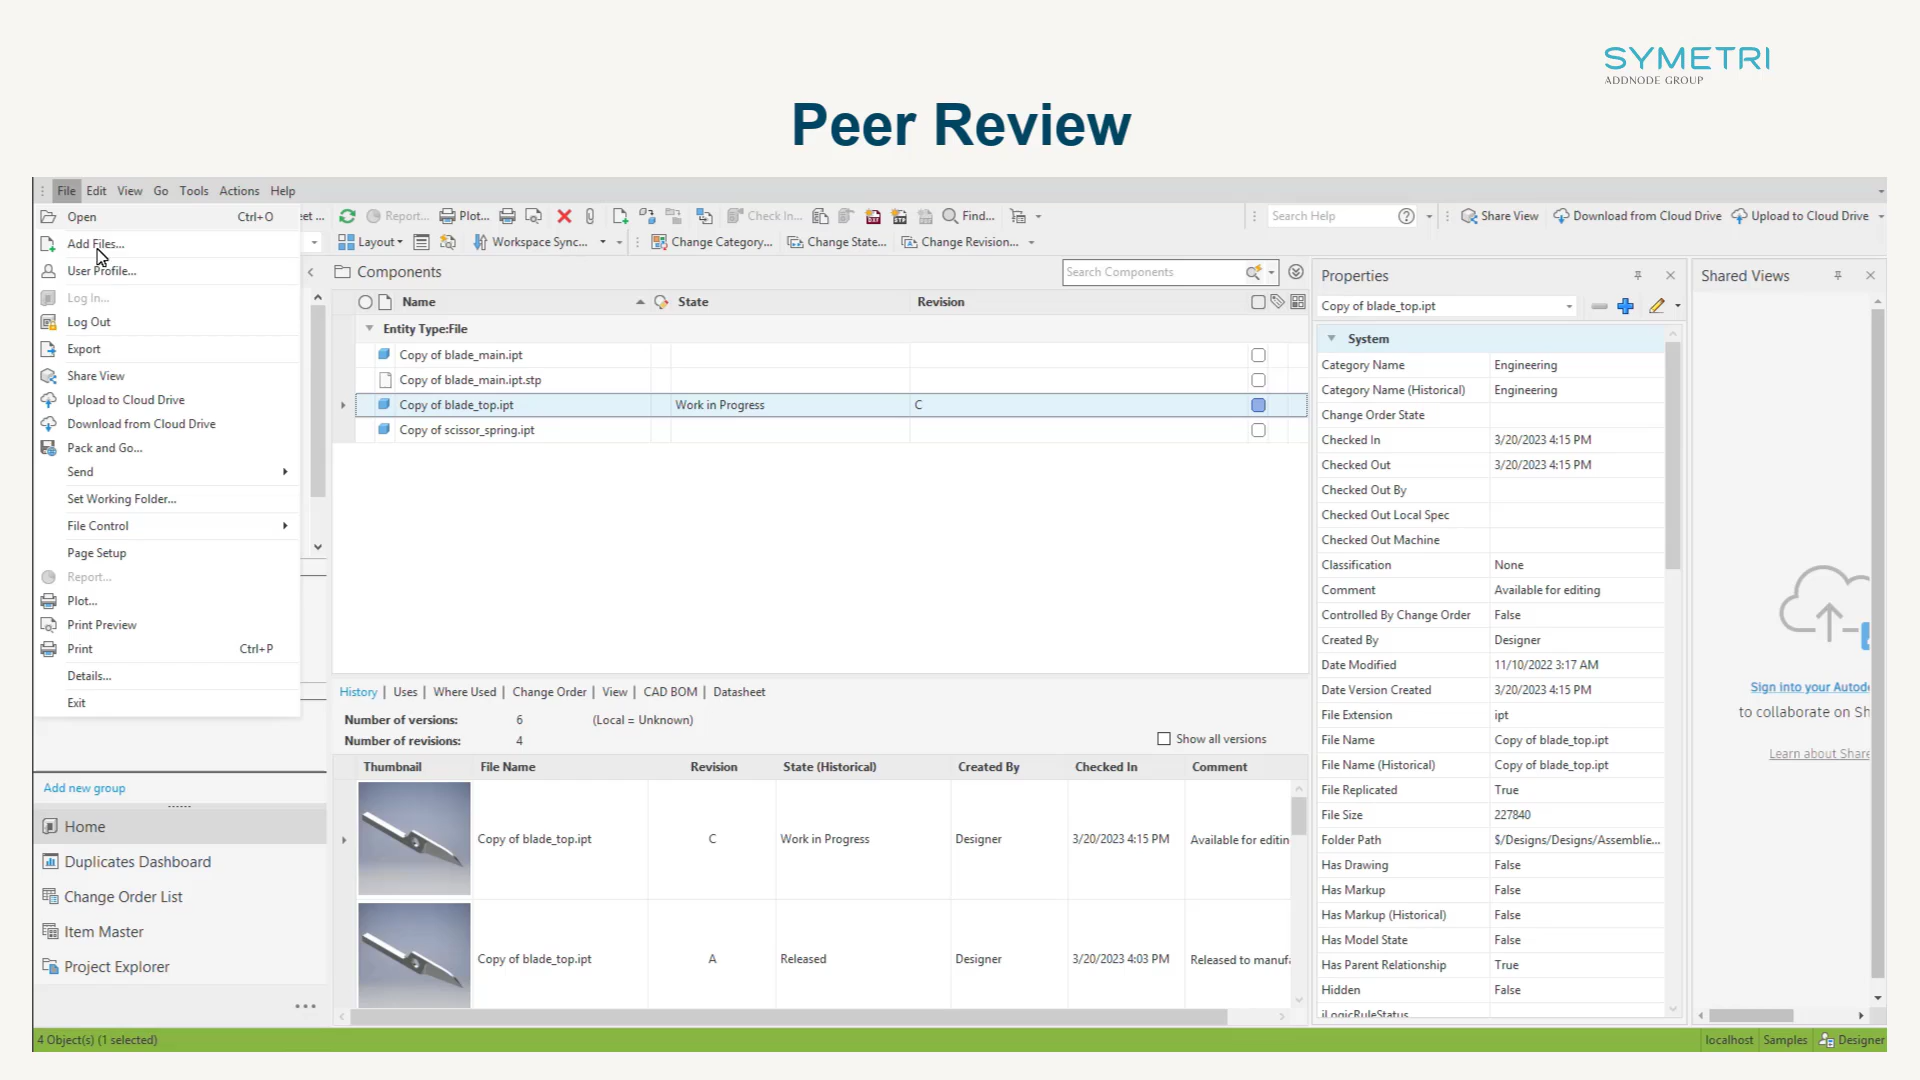 SYMETRI
ADDNODE GROUP
Peer Review
File Edit View Go Tools Actions Help
Open Ctrl+O
Add Files...
User Profile...
Log In...
Log Out
Export
Share View
Upload to Cloud Drive
Download from Cloud Drive
Pack and Go...
Send
Set Working Folder...
File Control
Page Setup
Report...
Plot...
Print Preview
Print Ctrl+P
Details...
Exit
Add new group
Home
Duplicates Dashboard
Change Order List
Item Master
Project Explorer
Report... Plot... Check In... Find... Search Help Share View Download from Cloud Drive Upload to Cloud Drive
Layout Workspace Sync... Change Category... Change State... Change Revision...
Components Search Components
Name State Revision
Entity Type:File
Copy of blade_main.ipt
Copy of blade_main.ipt.stp
Copy of blade_top.ipt Work in Progress C
Copy of scissor_spring.ipt
History | Uses | Where Used | Change Order | View | CAD BOM | Datasheet
Number of versions: 6 (Local = Unknown)
Number of revisions: 4
Show all versions
Thumbnail File Name Revision State (Historical) Created By Checked In Comment
Copy of blade_top.ipt C Work in Progress Designer 3/20/2023 4:15 PM Available for editin
Copy of blade_top.ipt A Released Designer 3/20/2023 4:03 PM Released to manufa
Properties
Copy of blade_top.ipt
System
Category Name Engineering
Category Name (Historical) Engineering
Change Order State
Checked In 3/20/2023 4:15 PM
Checked Out 3/20/2023 4:15 PM
Checked Out By
Checked Out Local Spec
Checked Out Machine
Classification None
Comment Available for editing
Controlled By Change Order False
Created By Designer
Date Modified 11/10/2022 3:17 AM
Date Version Created 3/20/2023 4:15 PM
File Extension ipt
File Name Copy of blade_top.ipt
File Name (Historical) Copy of blade_top.ipt
File Replicated True
File Size 227840
Folder Path $/Designs/Designs/Assemblie...
Has Drawing False
Has Markup False
Has Markup (Historical) False
Has Model State False
Has Parent Relationship True
Hidden False
iLogicRuleStatus
Shared Views
Sign into your Autod
to collaborate on Sh
Learn about Share
4 Object(s) (1 selected)
localhost Samples Designer